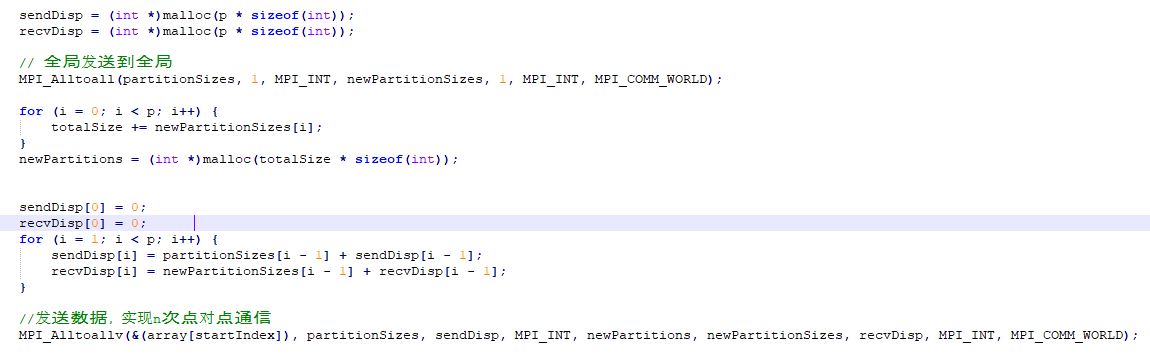 sendDisp = (int *)malloc(p * sizeof(int));
recvDisp = (int *)malloc(p * sizeof(int));
// 全局发送到全局
MPI_Alltoall(partitionSizes, 1, MPI_INT, newPartitionSizes, 1, MPI_INT, MPI_COMM_WORLD);
for (i = 0; i < p; i++) {
totalSize += newPartitionSizes[i];
}
newPartitions = (int *)malloc(totalSize * sizeof(int));
sendDisp[0] = 0;
recvDisp[0] = 0;
for (i = 1; i < p; i++) {
sendDisp[i] = partitionSizes[i - 1] + sendDisp[i - 1];
recvDisp[i] = newPartitionSizes[i - 1] + recvDisp[i - 1];
}
//发送数据, 实现n次点对点通信
MPI_Alltoallv(&(array[startIndex]), partitionSizes, sendDisp, MPI_INT, newPartitions, newPartitionSizes, recvDisp, MPI_INT, MPI_COMM_WORLD);